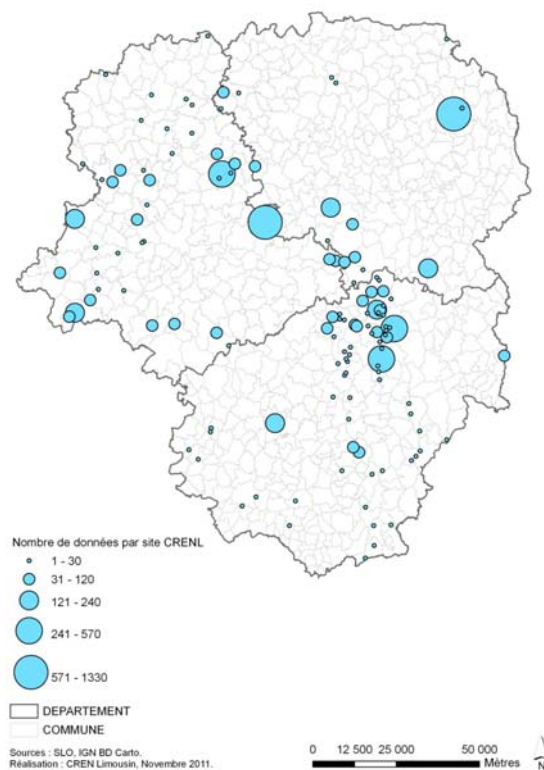 Nombre de données par site CRENL
1 - 30
31 - 120
121 - 240
241 - 570
571 - 1330
DEPARTEMENT
COMMUNE
Sources : SLO, IGN BD Carto.
Réalisation : CREN Limousin, Novembre 2011.
0 12 500 25 000 50 000
Mètres
N